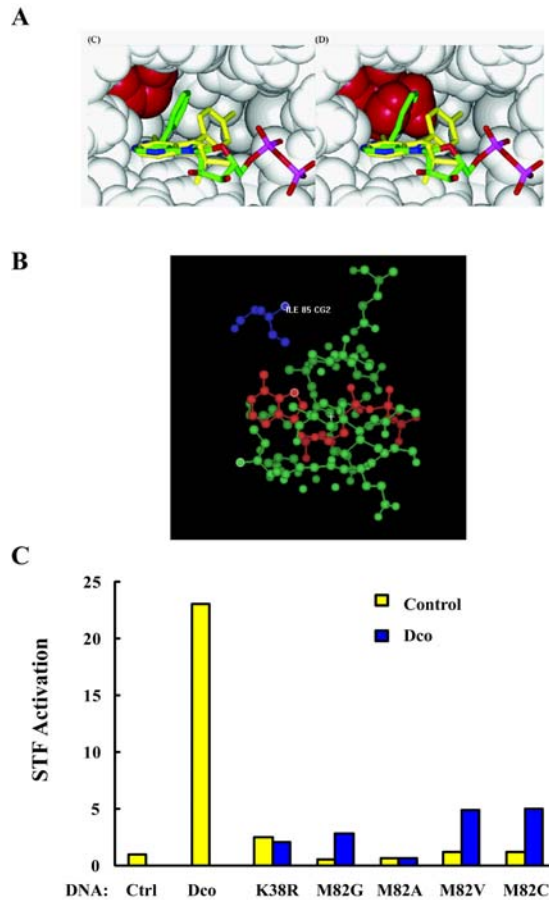 A
(C)
(D)
B
ILE 85 CG2
C
25
20
15
10
5
0
STF Activation
Control
Dco
DNA: Ctrl Dco K38R M82G M82A M82V M82C